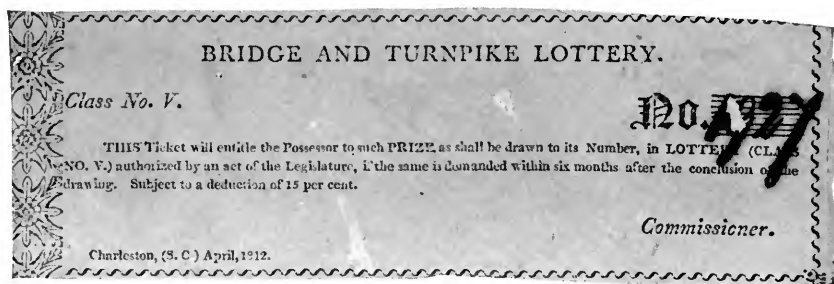 BRIDGE AND TURNPIKE LOTTERY.
Class No. V.
No.
THIS Ticket will entitle the Possessor to such PRIZE as shall be drawn to its Number, in LOTTERY (CLASS
NO. V.) authorized by an act of the Legislature, if the same is demanded within six months after the conclusion of the
drawing. Subject to a deduction of 15 per cent.
Commissioner.
Charleston, (S. C) April, 1812.